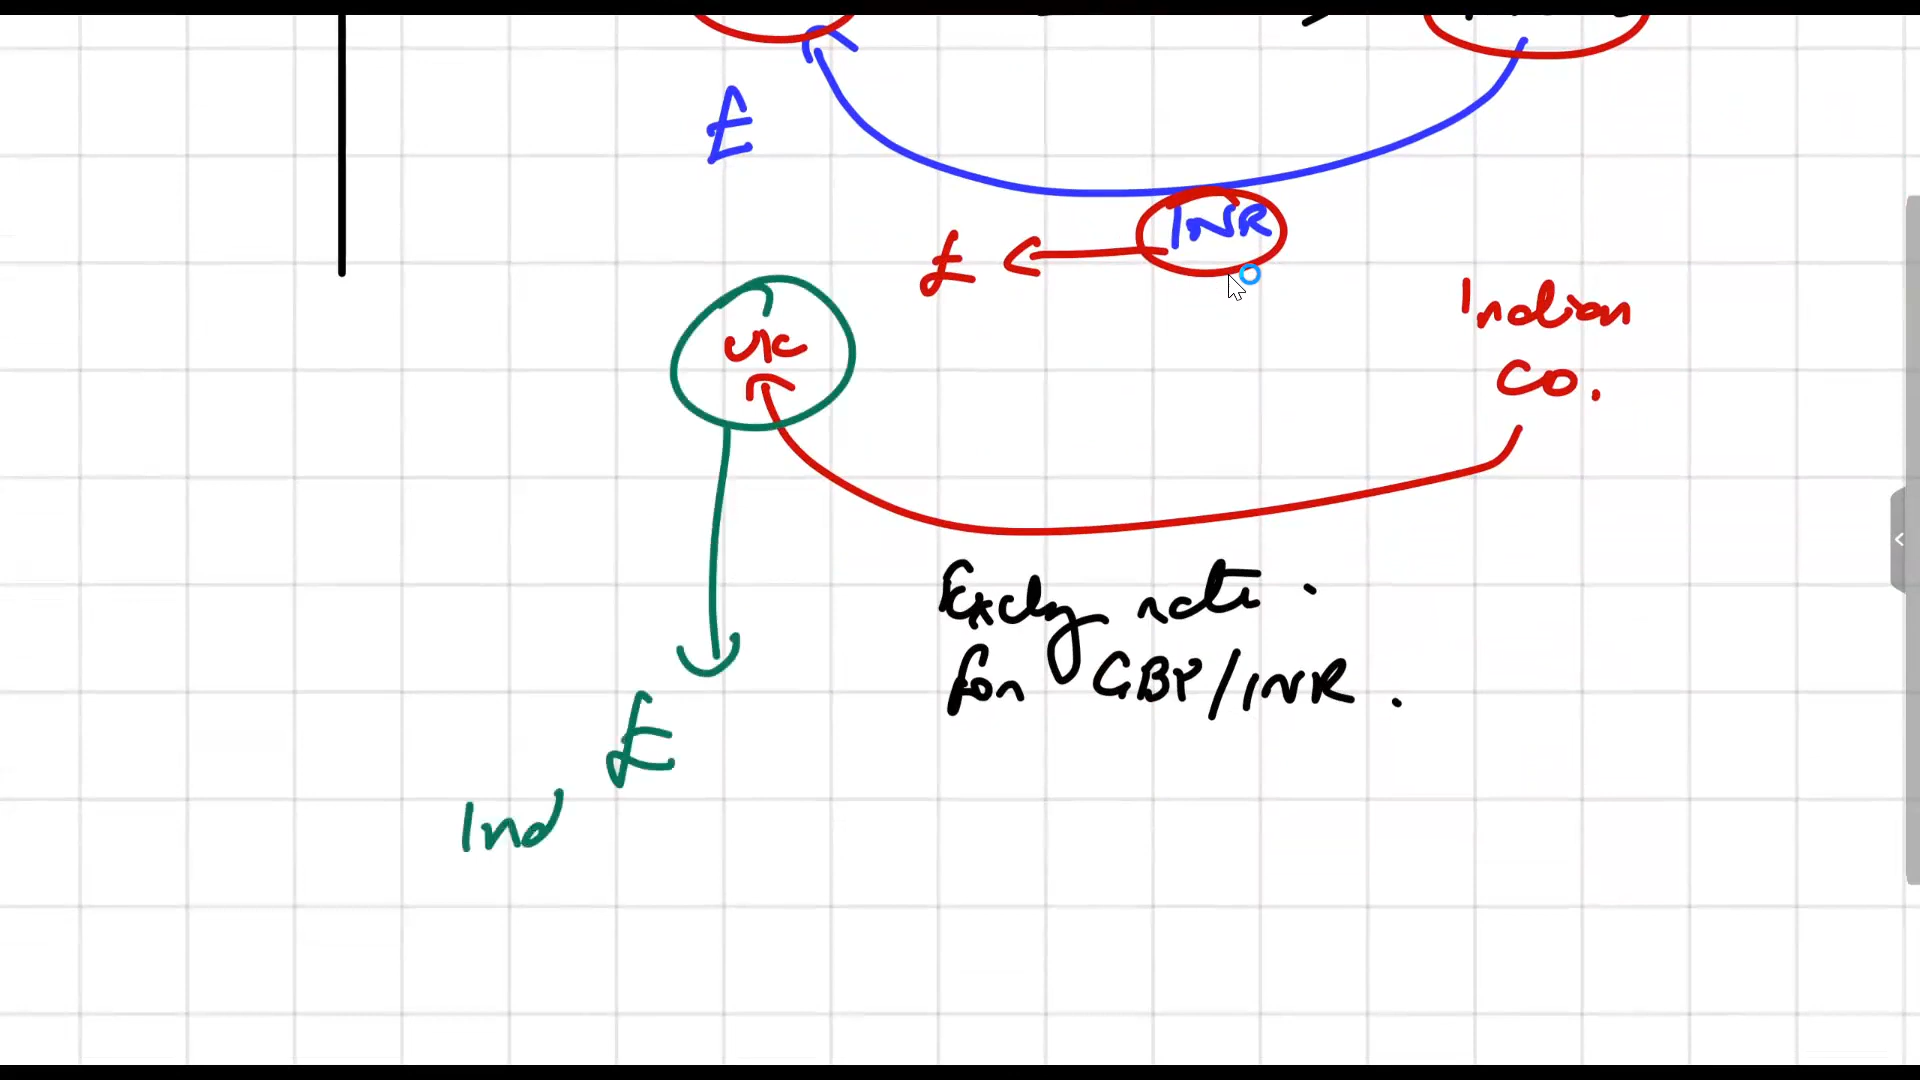 £
INR
£
UK
Indian
Co.
Exchg rate.
for GBP/INR.
£
Ind